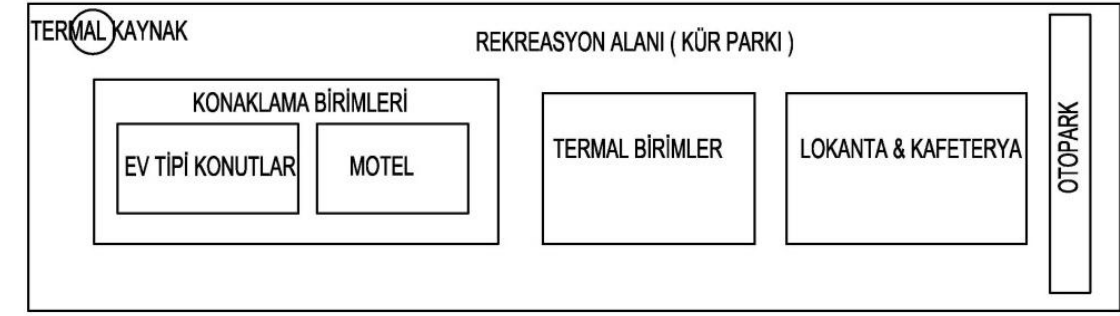 TERMAL KAYNAK
REKREASYON ALANI ( KÜR PARKI )
KONAKLAMA BİRİMLERİ
EV TİPİ KONUTLAR
MOTEL
TERMAL BİRİMLER
LOKANTA & KAFETERYA
OTOPARK